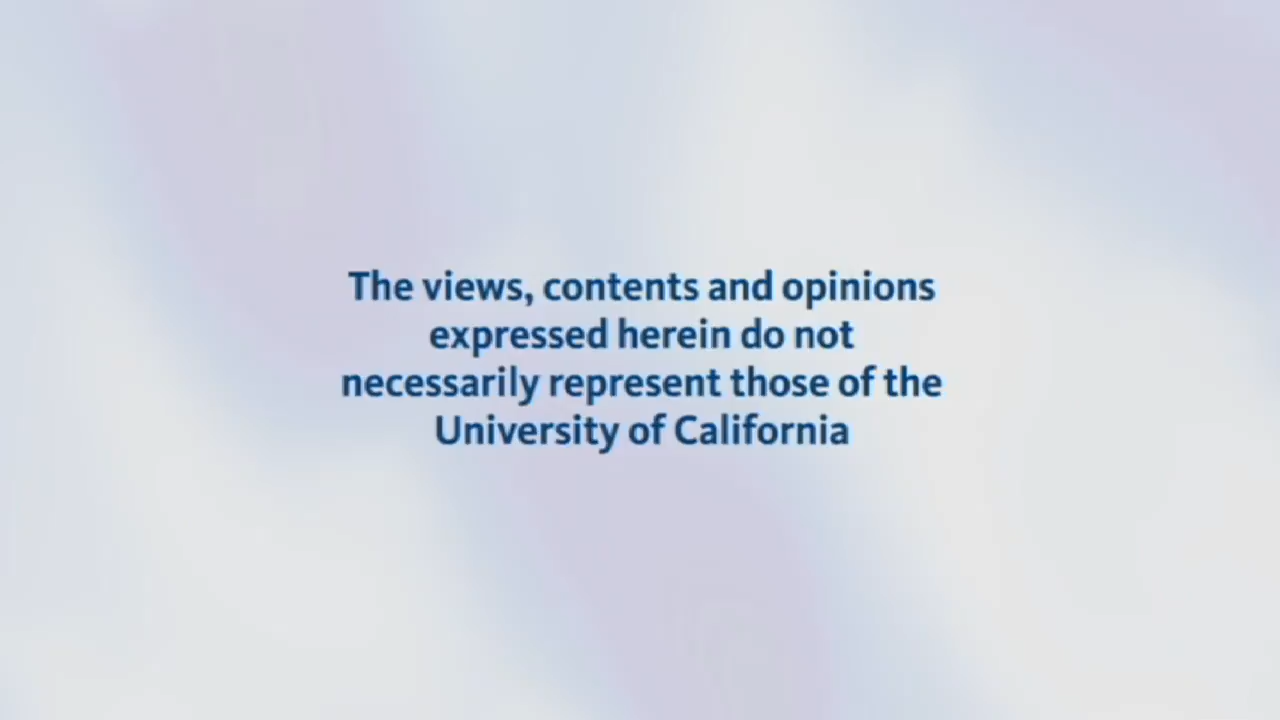 The views, contents and opinions
expressed herein do not
necessarily represent those of the
University of California